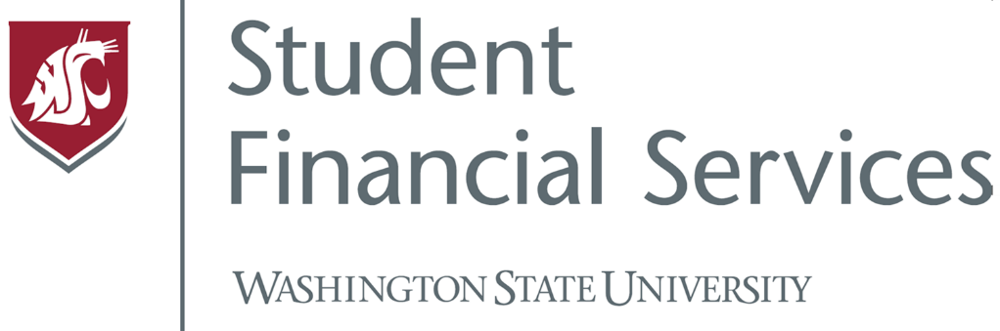 Student
Financial Services
WASHINGTON STATE UNIVERSITY